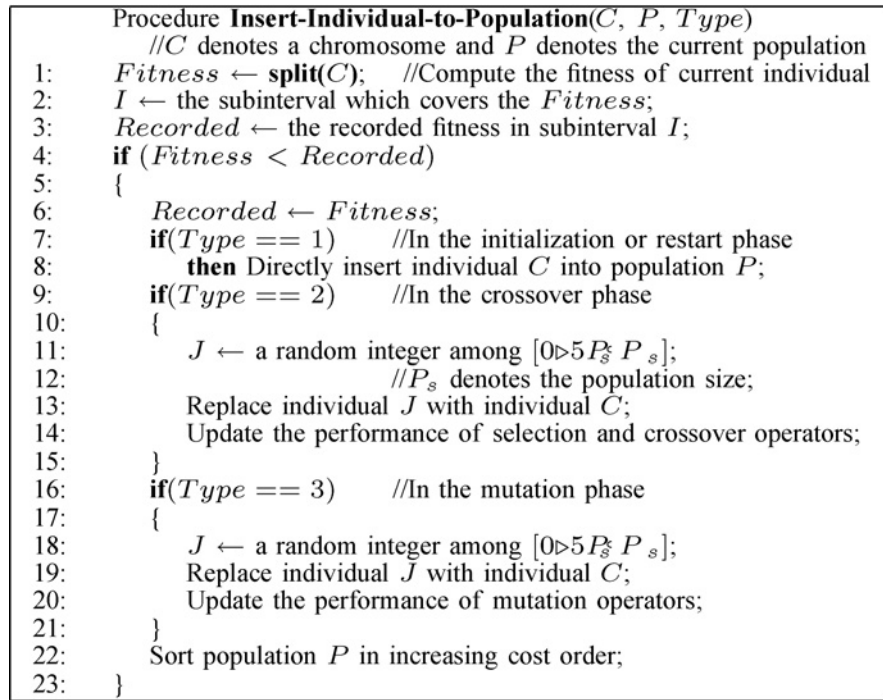 Procedure Insert-Individual-to-Population(C, P, Type)
//C denotes a chromosome and P denotes the current population
1: Fitness ← split(C); //Compute the fitness of current individual
2: I ← the subinterval which covers the Fitness;
3: Recorded ← the recorded fitness in subinterval I;
4: if (Fitness < Recorded)
5: {
6: Recorded ← Fitness;
7: if(Type == 1) //In the initialization or restart phase
8: then Directly insert individual C into population P;
9: if(Type == 2) //In the crossover phase
10: {
11: J ← a random integer among [0▹5P_s, P_s];
12: //P_s denotes the population size;
13: Replace individual J with individual C;
14: Update the performance of selection and crossover operators;
15: }
16: if(Type == 3) //In the mutation phase
17: {
18: J ← a random integer among [0▹5P_s, P_s];
19: Replace individual J with individual C;
20: Update the performance of mutation operators;
21: }
22: Sort population P in increasing cost order;
23: }